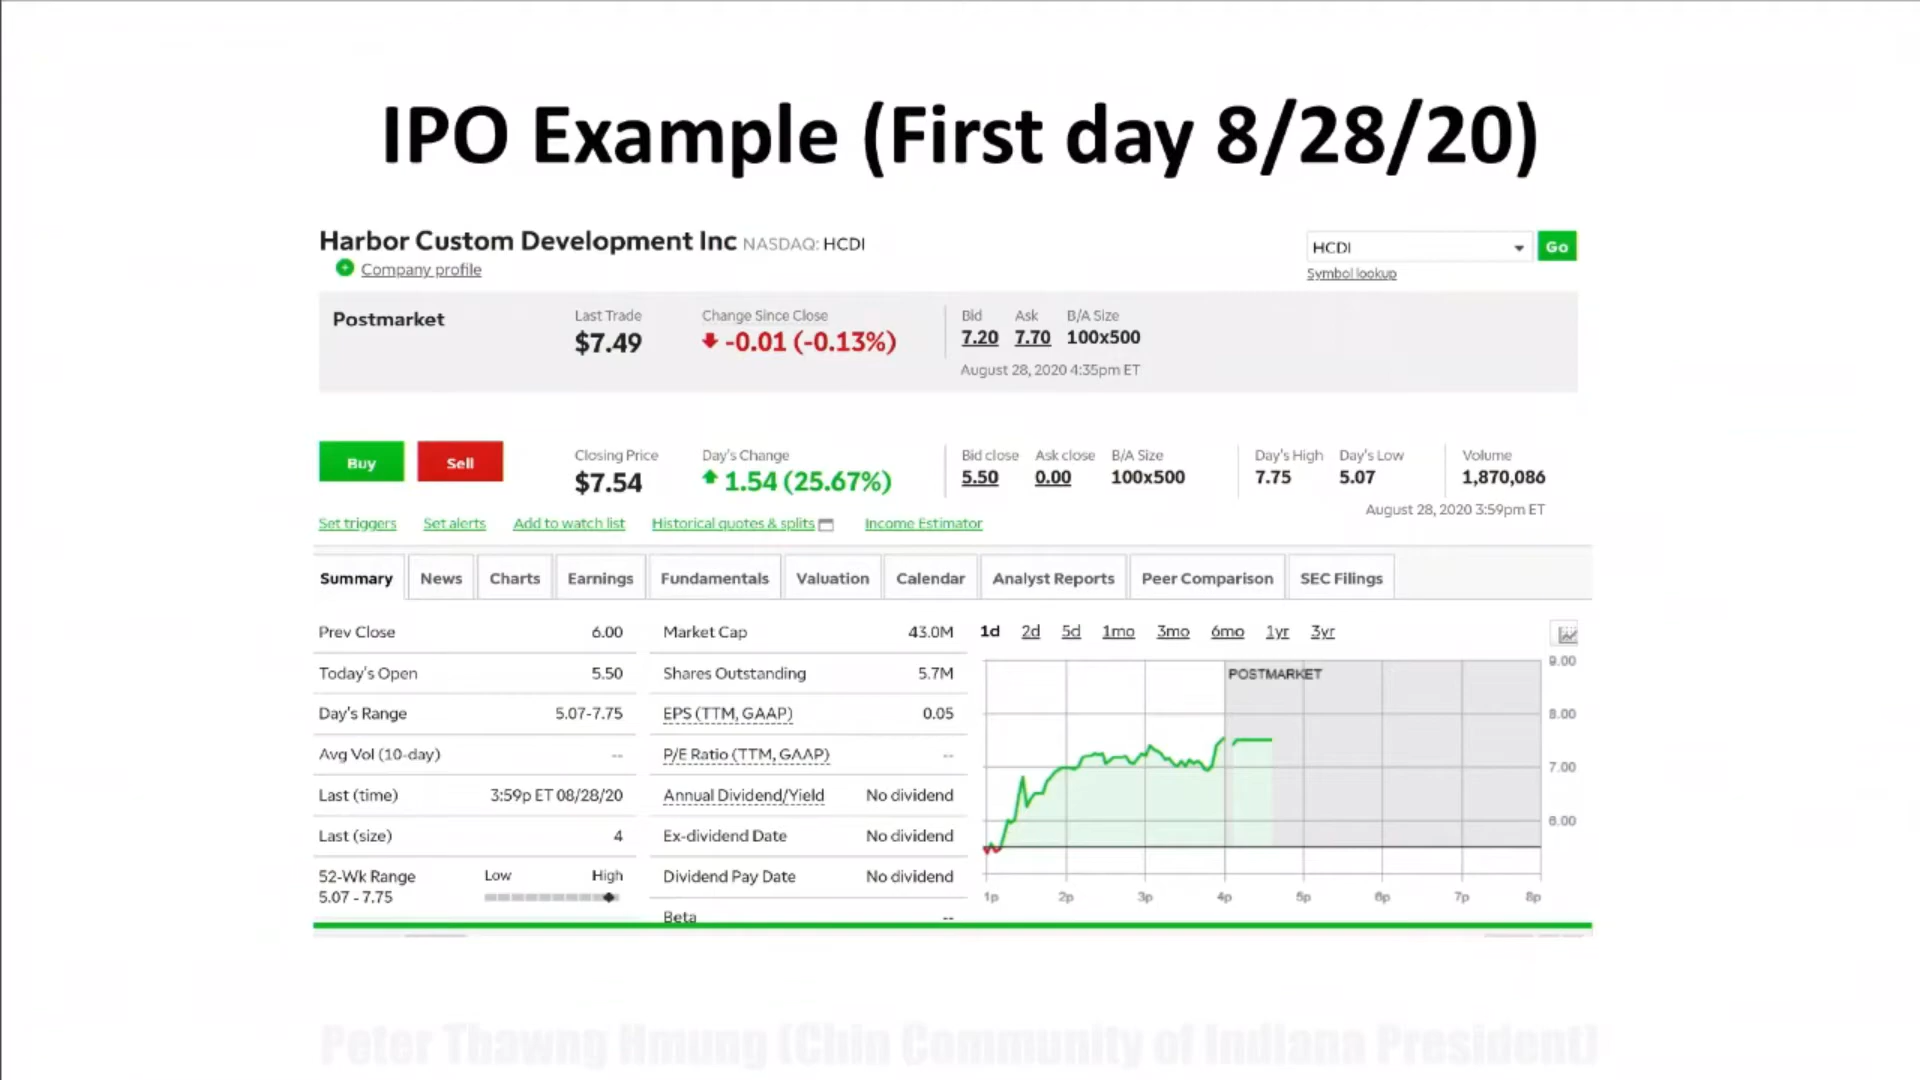 IPO Example (First day 8/28/20)
Harbor Custom Development Inc NASDAQ: HCDI
Company profile
HCDI Go
Symbol lookup
Postmarket
Last Trade Change Since Close Bid Ask B/A Size
$7.49 -0.01 (-0.13%) 7.20 7.70 100x500
August 28, 2020 4:35pm ET
Buy Sell
Closing Price Day's Change Bid close Ask close B/A Size Day's High Day's Low Volume
$7.54 1.54 (25.67%) 5.50 0.00 100x500 7.75 5.07 1,870,086
August 28, 2020 3:59pm ET
Set triggers Set alerts Add to watch list Historical quotes & splits Income Estimator
Summary News Charts Earnings Fundamentals Valuation Calendar Analyst Reports Peer Comparison SEC Filings
Prev Close 6.00
Today's Open 5.50
Day's Range 5.07-7.75
Avg Vol (10-day) --
Last (time) 3:59p ET 08/28/20
Last (size) 4
52-Wk Range Low High
5.07 - 7.75
Market Cap 43.0M
Shares Outstanding 5.7M
EPS (TTM, GAAP) 0.05
P/E Ratio (TTM, GAAP) --
Annual Dividend/Yield No dividend
Ex-dividend Date No dividend
Dividend Pay Date No dividend
Beta --
1d 2d 5d 1mo 3mo 6mo 1yr 3yr
POSTMARKET
9.00
8.00
7.00
6.00
1p 2p 3p 4p 5p 6p 7p 8p
Peter Thawng Hmung (Chin Community of Indiana President)